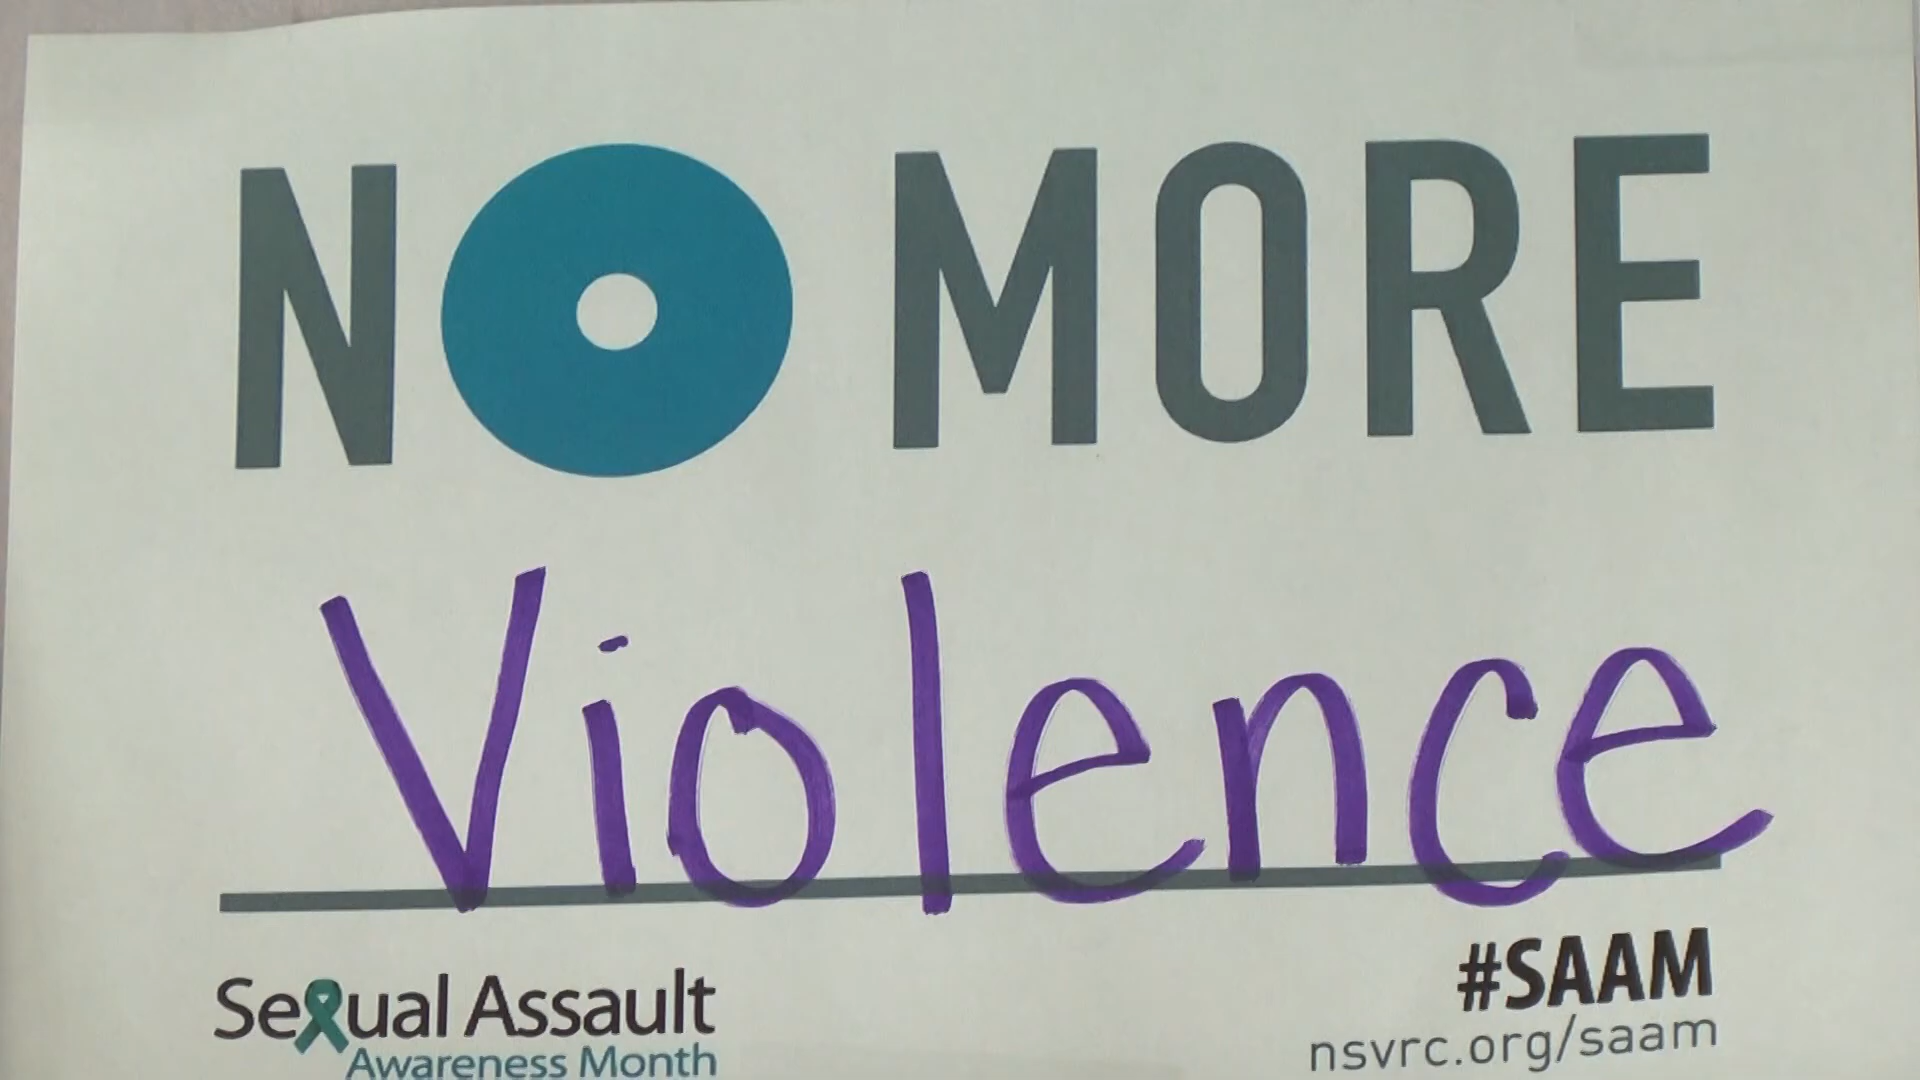 NO MORE
Violence
Sexual Assault
Awareness Month
#SAAM
nsvrc.org/saam